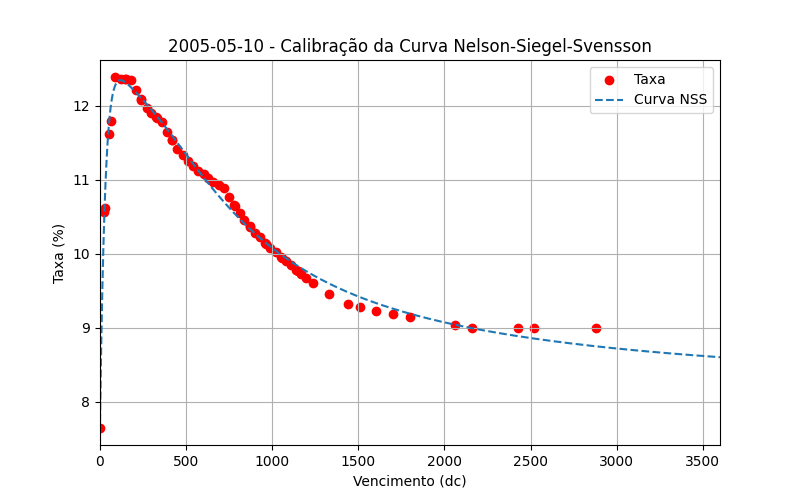 2005-05-10 - Calibração da Curva Nelson-Siegel-Svensson
Taxa
Curva NSS
Taxa (%)
12
11
10
9
8
0
500
1000
1500
2000
2500
3000
3500
Vencimento (dc)